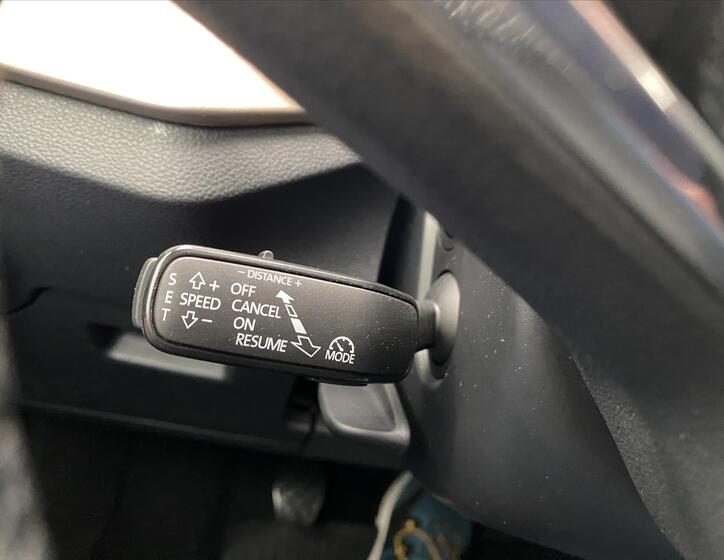 - DISTANCE +
S E T
+
SPEED
-
OFF
CANCEL
ON
RESUME
MODE